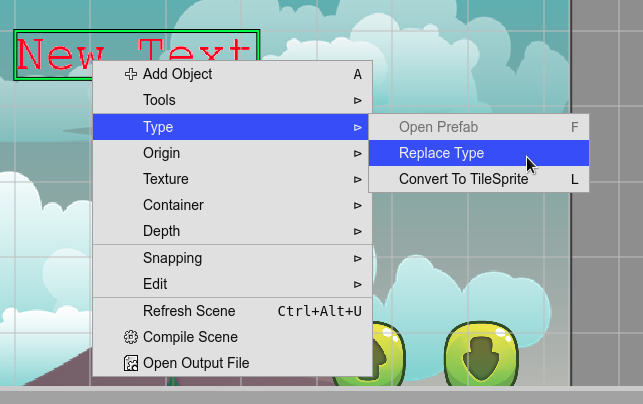 New Text
Add Object A
Tools
Type
Open Prefab F
Origin
Replace Type
Texture
Convert To TileSprite L
Container
Depth
Snapping
Edit
Refresh Scene Ctrl+Alt+U
Compile Scene
Open Output File